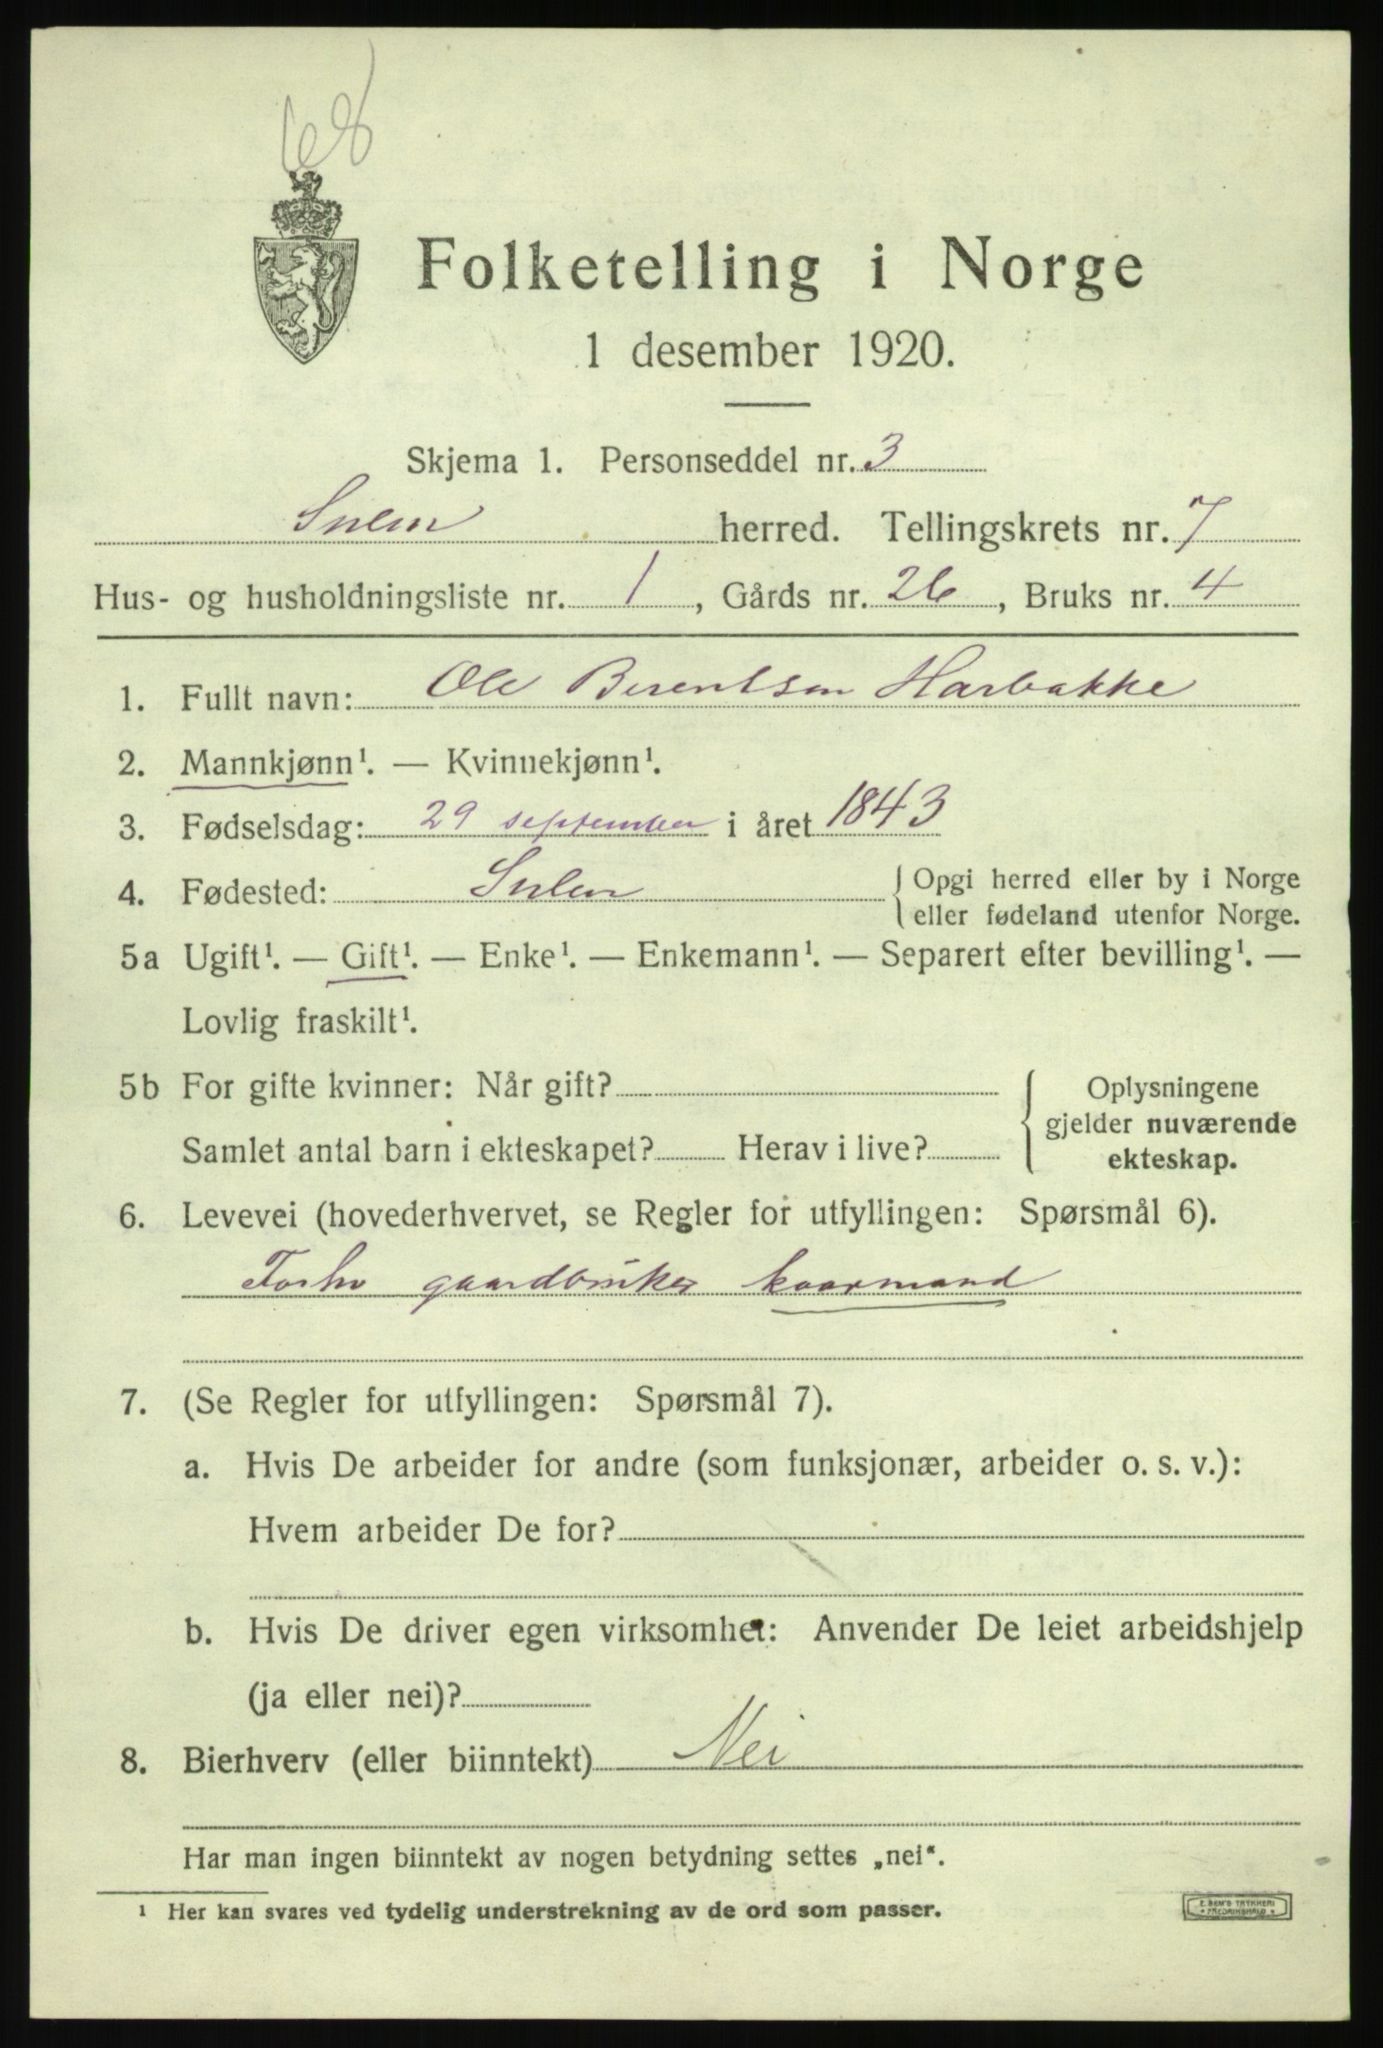 68
Folketelling i Norge
1 desember 1920.
Skjema 1. Personseddel nr. 3
Sulen herred. Tellingskrets nr. 7
Hus- og husholdningsliste nr. 1, Gårds nr. 26, Bruks nr. 4
1. Fullt navn: Ole Berentsen Harbakke
2. Mannkjønn¹. — Kvinnekjønn¹.
3. Fødselsdag: 29 september i året 1843
4. Fødested: Sulen { Opgi herred eller by i Norge
eller fødeland utenfor Norge.
5a Ugift¹. — Gift¹. — Enke¹. — Enkemann¹. — Separert efter bevilling¹. —
Lovlig fraskilt¹.
5b For gifte kvinner: Når gift?
Samlet antal barn i ekteskapet? Herav i live?
Oplysningene
gjelder nuværende
ekteskap.
6. Levevei (hovederhvervet, se Regler for utfyllingen: Spørsmål 6).
gaardbruker kaarmand
7. (Se Regler for utfyllingen: Spørsmål 7).
a. Hvis De arbeider for andre (som funksjonær, arbeider o. s. v.):
Hvem arbeider De for?
b. Hvis De driver egen virksomhet: Anvender De leiet arbeidshjelp
(ja eller nei)?
8. Bierhverv (eller biinntekt) Nei
Har man ingen biinntekt av nogen betydning settes „nei“.
¹ Her kan svares ved tydelig understrekning av de ord som passer.